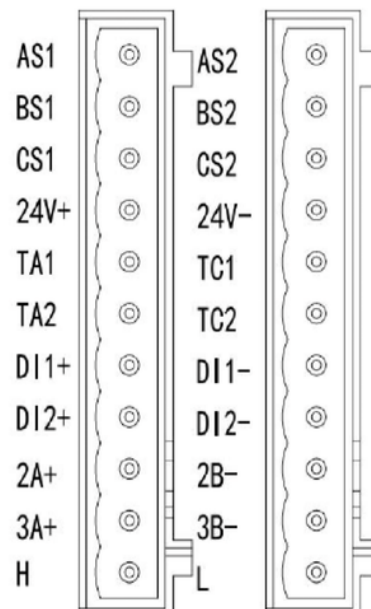 AS1 AS2
BS1 BS2
CS1 CS2
24V+ 24V-
TA1 TC1
TA2 TC2
DI1+ DI1-
DI2+ DI2-
2A+ 2B-
3A+ 3B-
H L